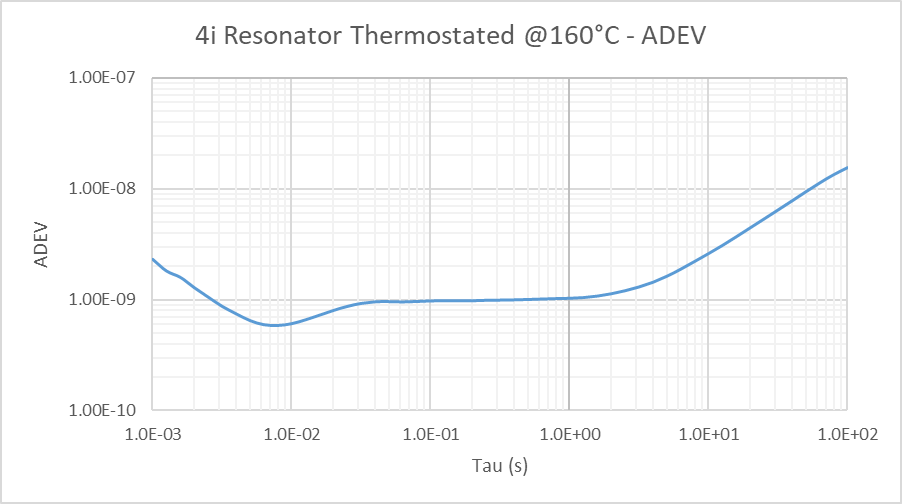 4i Resonator Thermostated @160°C - ADEV
1.00E-07
1.00E-08
ADEV
1.00E-09
1.00E-10
1.0E-03 1.0E-02 1.0E-01 1.0E+00 1.0E+01 1.0E+02
Tau (s)